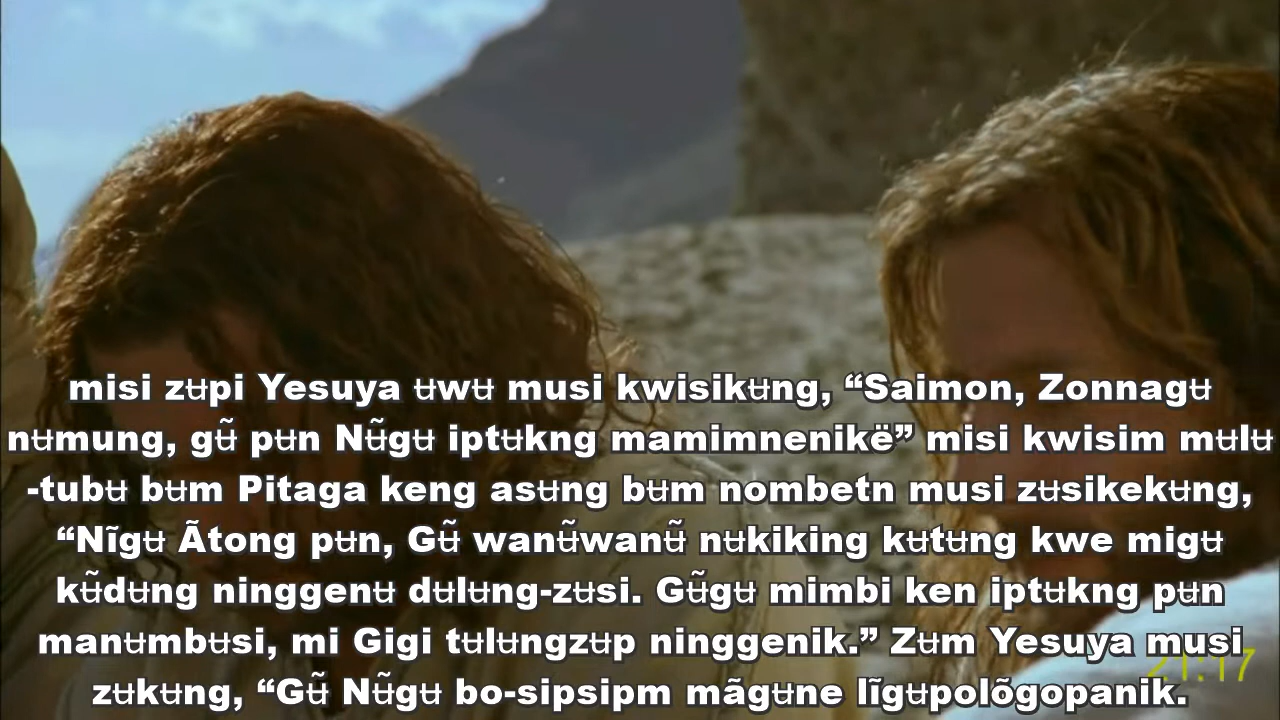 misi zʉpi Yesuya ʉwʉ musi kwisikʉng, “Saimon, Zonnagʉ
nʉmung, gʉ̃ pʉn Nʉ̃gʉ iptʉkng mamimnenikë” misi kwisim mʉlʉ
-tubʉ bʉm Pitaga keng asʉng bʉm nombetn musi zʉsikekʉng,
“Nĩgʉ Ãtong pʉn, Gʉ̃ wanʉ̃wanʉ̃ nʉkiking kʉtʉng kwe migʉ
kʉ̃dʉng ninggenʉ dʉlʉng-zʉsi. Gʉ̃gʉ mimbi ken iptʉkng pʉn
manʉmbʉsi, mi Gigi tʉlʉngzʉp ninggenik.” Zʉm Yesuya musi
zʉkʉng, “Gʉ̃ Nʉ̃gʉ bo-sipsipm mãgʉne lĩgʉpolõgopanik.
21:17